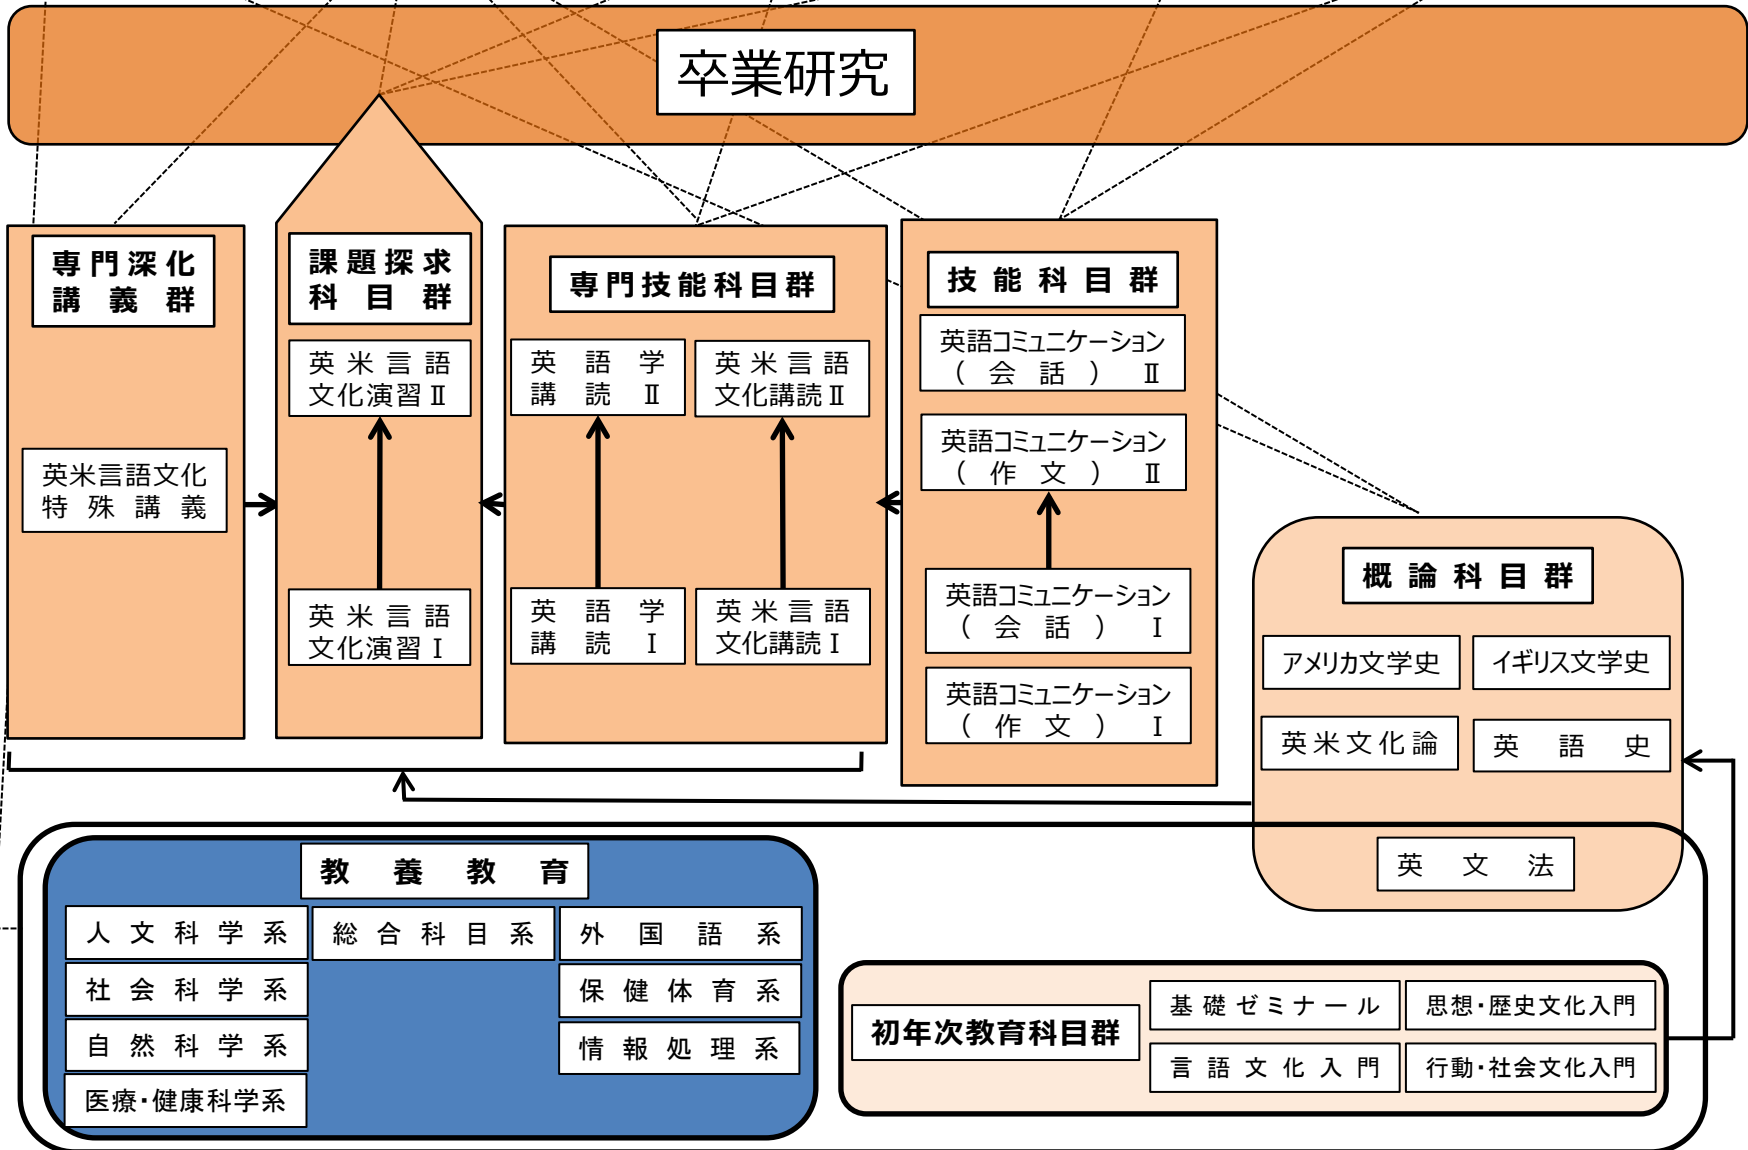 卒業研究
専門深化
講義群
英米言語文化
特殊講義
課題探求
科目群
英米言語
文化演習Ⅱ
英米言語
文化演習Ⅰ
専門技能科目群
英語学
講読Ⅱ
英米言語
文化講読Ⅱ
英語学
講読Ⅰ
英米言語
文化講読Ⅰ
技能科目群
英語コミュニケーション
(会話)Ⅱ
英語コミュニケーション
(作文)Ⅱ
英語コミュニケーション
(会話)Ⅰ
英語コミュニケーション
(作文)Ⅰ
概論科目群
アメリカ文学史
イギリス文学史
英米文化論
英語史
英文法
教養教育
人文科学系
総合科目系
外国語系
社会科学系
保健体育系
自然科学系
情報処理系
医療・健康科学系
初年次教育科目群
基礎ゼミナール
思想・歴史文化入門
言語文化入門
行動・社会文化入門